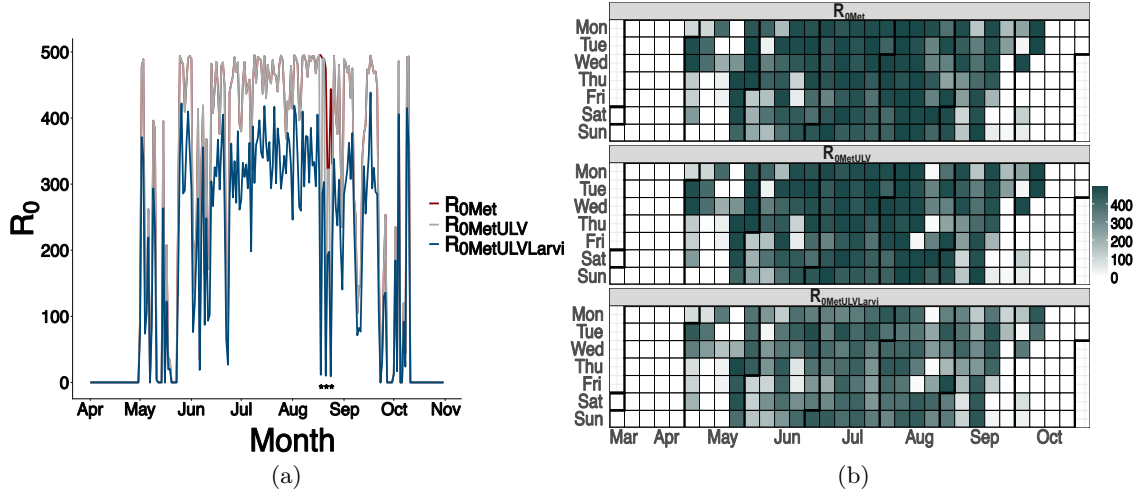 500
400
300
200
100
0
R₀
Apr May Jun Jul Aug Sep Oct Nov
Month
***
R₀Met
R₀MetULV
R₀MetULVLarvi
(a)
R₀Met
Mon
Tue
Wed
Thu
Fri
Sat
Sun
R₀MetULV
Mon
Tue
Wed
Thu
Fri
Sat
Sun
R₀MetULVLarvi
Mon
Tue
Wed
Thu
Fri
Sat
Sun
Mar Apr May Jun Jul Aug Sep Oct
400
300
200
100
0
(b)